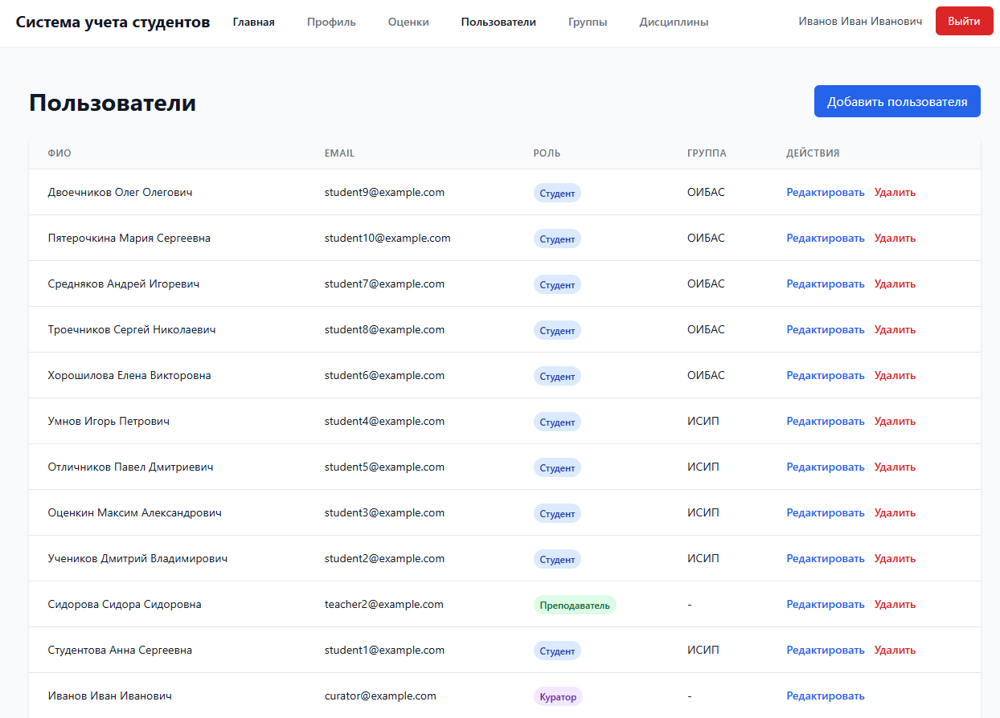 Система учета студентов Главная Профиль Оценки Пользователи Группы Дисциплины Иванов Иван Иванович Выйти
Пользователи Добавить пользователя
ФИО EMAIL РОЛЬ ГРУППА ДЕЙСТВИЯ
Двоечников Олег Олегович student9@example.com Студент ОИБАС Редактировать Удалить
Пятерочкина Мария Сергеевна student10@example.com Студент ОИБАС Редактировать Удалить
Средняков Андрей Игоревич student7@example.com Студент ОИБАС Редактировать Удалить
Троечников Сергей Николаевич student8@example.com Студент ОИБАС Редактировать Удалить
Хорошилова Елена Викторовна student6@example.com Студент ОИБАС Редактировать Удалить
Умнов Игорь Петрович student4@example.com Студент ИСИП Редактировать Удалить
Отличников Павел Дмитриевич student5@example.com Студент ИСИП Редактировать Удалить
Оценкин Максим Александрович student3@example.com Студент ИСИП Редактировать Удалить
Учеников Дмитрий Владимирович student2@example.com Студент ИСИП Редактировать Удалить
Сидорова Сидора Сидоровна teacher2@example.com Преподаватель - Редактировать Удалить
Студентова Анна Сергеевна student1@example.com Студент ИСИП Редактировать Удалить
Иванов Иван Иванович curator@example.com Куратор - Редактировать